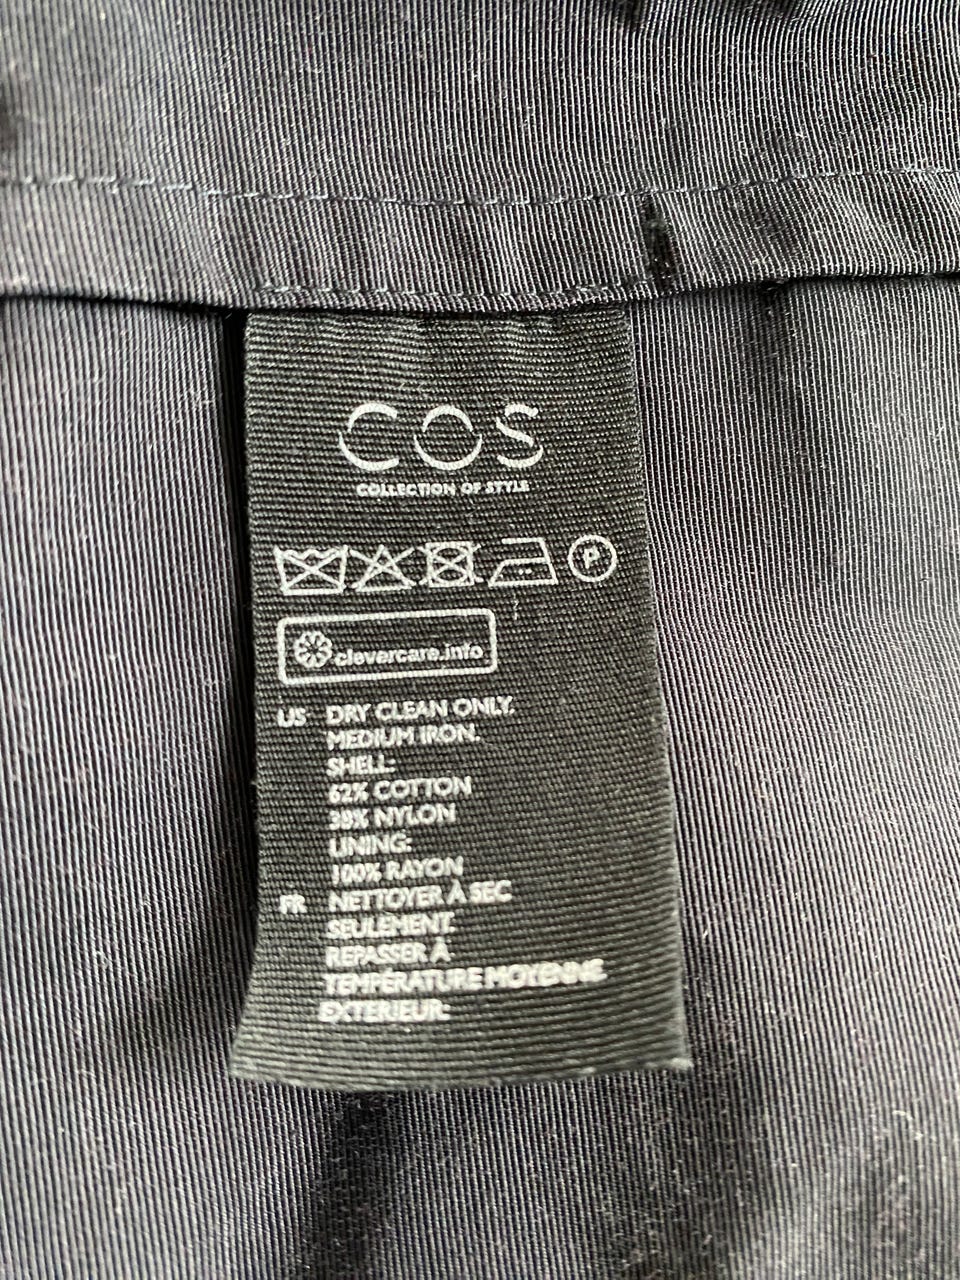 COS
COLLECTION OF STYLE
P
clevercare.info
US DRY CLEAN ONLY.
MEDIUM IRON.
SHELL:
62% COTTON
38% NYLON
LINING:
100% RAYON
FR NETTOYER À SEC
SEULEMENT.
REPASSER À
TEMPÉRATURE MOYENNE
EXTÉRIEUR: